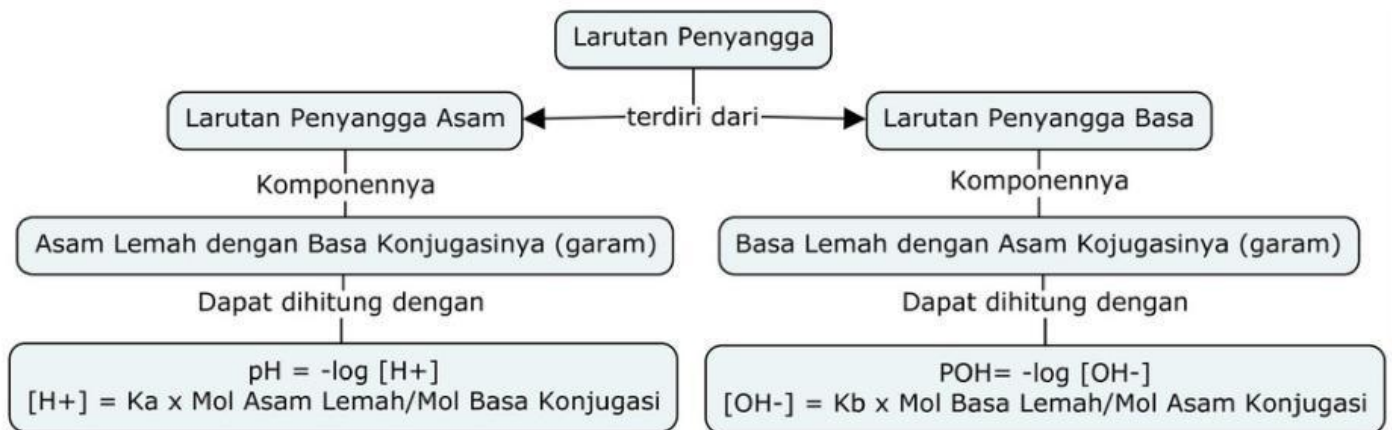 Larutan Penyangga
Larutan Penyangga Asam
terdiri dari
Larutan Penyangga Basa
Komponennya
Komponennya
Asam Lemah dengan Basa Konjugasinya (garam)
Basa Lemah dengan Asam Kojugasinya (garam)
Dapat dihitung dengan
Dapat dihitung dengan
pH = -log [H+]
[H+] = Ka x Mol Asam Lemah/Mol Basa Konjugasi
POH= -log [OH-]
[OH-] = Kb x Mol Basa Lemah/Mol Asam Konjugasi